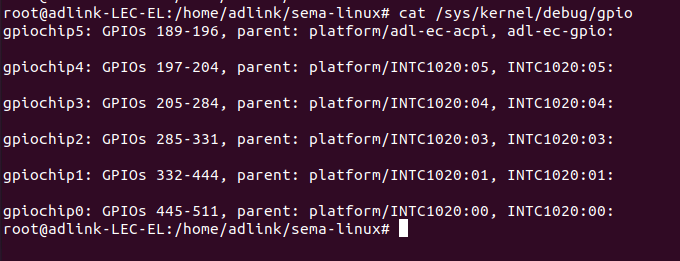 root@adlink-LEC-EL:/home/adlink/sema-linux# cat /sys/kernel/debug/gpio
gpiochip5: GPIOs 189-196, parent: platform/adl-ec-acpi, adl-ec-gpio:
gpiochip4: GPIOs 197-204, parent: platform/INTC1020:05, INTC1020:05:
gpiochip3: GPIOs 205-284, parent: platform/INTC1020:04, INTC1020:04:
gpiochip2: GPIOs 285-331, parent: platform/INTC1020:03, INTC1020:03:
gpiochip1: GPIOs 332-444, parent: platform/INTC1020:01, INTC1020:01:
gpiochip0: GPIOs 445-511, parent: platform/INTC1020:00, INTC1020:00:
root@adlink-LEC-EL:/home/adlink/sema-linux#